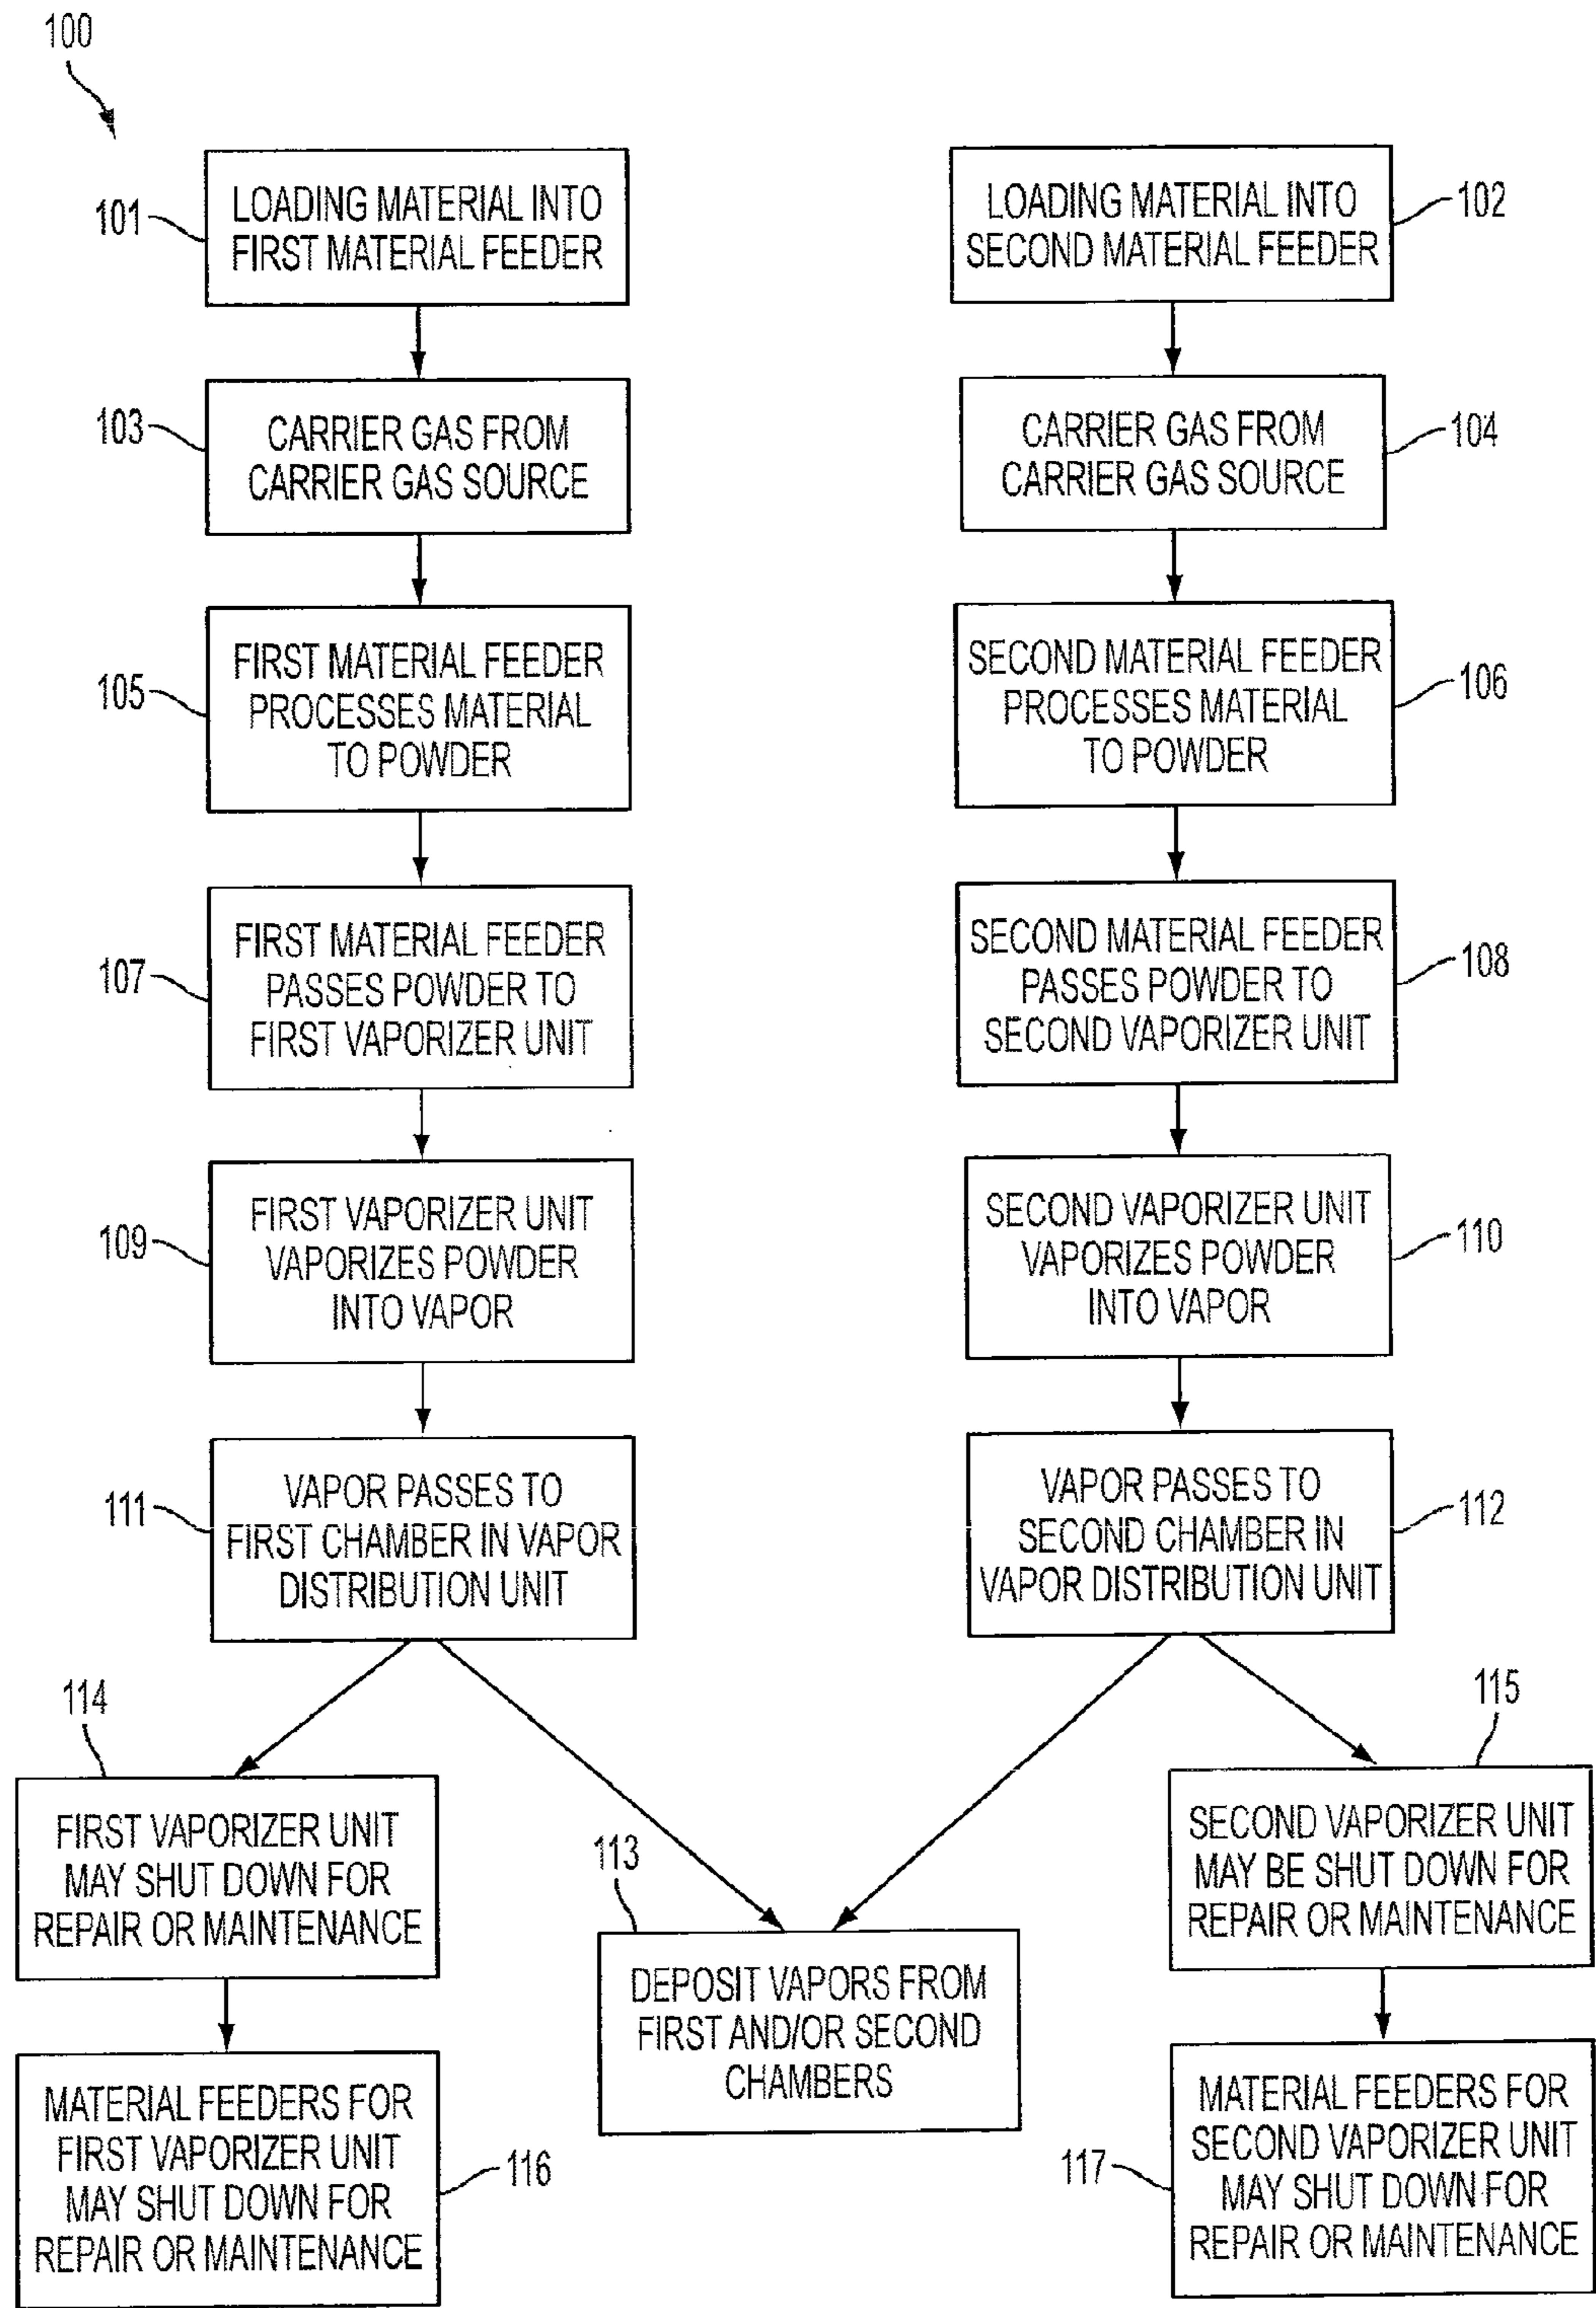 100
101
LOADING MATERIAL INTO
FIRST MATERIAL FEEDER
LOADING MATERIAL INTO
SECOND MATERIAL FEEDER
102
103
CARRIER GAS FROM
CARRIER GAS SOURCE
CARRIER GAS FROM
CARRIER GAS SOURCE
104
105
FIRST MATERIAL FEEDER
PROCESSES MATERIAL
TO POWDER
SECOND MATERIAL FEEDER
PROCESSES MATERIAL
TO POWDER
106
107
FIRST MATERIAL FEEDER
PASSES POWDER TO
FIRST VAPORIZER UNIT
SECOND MATERIAL FEEDER
PASSES POWDER TO
SECOND VAPORIZER UNIT
108
109
FIRST VAPORIZER UNIT
VAPORIZES POWDER
INTO VAPOR
SECOND VAPORIZER UNIT
VAPORIZES POWDER
INTO VAPOR
110
111
VAPOR PASSES TO
FIRST CHAMBER IN VAPOR
DISTRIBUTION UNIT
VAPOR PASSES TO
SECOND CHAMBER IN
VAPOR DISTRIBUTION UNIT
112
114
FIRST VAPORIZER UNIT
MAY SHUT DOWN FOR
REPAIR OR MAINTENANCE
113
DEPOSIT VAPORS FROM
FIRST AND/OR SECOND
CHAMBERS
115
SECOND VAPORIZER UNIT
MAY BE SHUT DOWN FOR
REPAIR OR MAINTENANCE
MATERIAL FEEDERS FOR
FIRST VAPORIZER UNIT
MAY SHUT DOWN FOR
REPAIR OR MAINTENANCE
116
117
MATERIAL FEEDERS FOR
SECOND VAPORIZER UNIT
MAY SHUT DOWN FOR
REPAIR OR MAINTENANCE